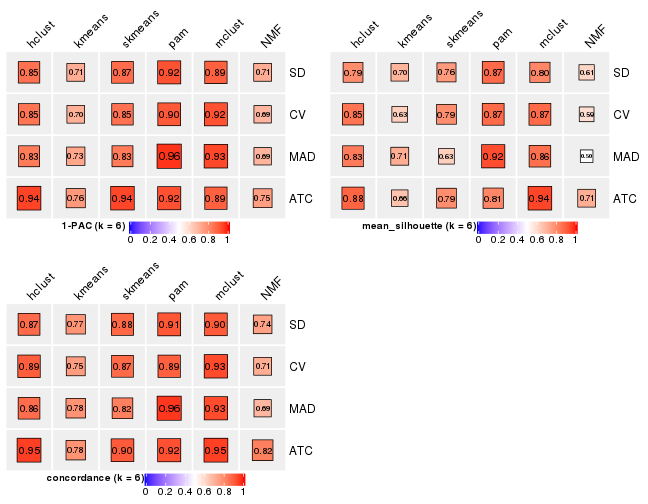 hclust kmeans skmeans pam mclust NMF
0.85 0.71 0.87 0.92 0.89 0.71 SD
0.85 0.70 0.85 0.90 0.92 0.69 CV
0.83 0.73 0.83 0.96 0.93 0.69 MAD
0.94 0.76 0.94 0.92 0.89 0.75 ATC
1-PAC (k = 6)
0 0.2 0.4 0.6 0.8 1
hclust kmeans skmeans pam mclust NMF
0.79 0.70 0.76 0.87 0.80 0.61 SD
0.85 0.63 0.79 0.87 0.87 0.59 CV
0.83 0.71 0.63 0.92 0.86 0.50 MAD
0.88 0.66 0.79 0.81 0.94 0.71 ATC
mean_silhouette (k = 6)
0 0.2 0.4 0.6 0.8 1
hclust kmeans skmeans pam mclust NMF
0.87 0.77 0.88 0.91 0.90 0.74 SD
0.89 0.75 0.87 0.89 0.93 0.71 CV
0.86 0.78 0.82 0.96 0.93 0.69 MAD
0.95 0.78 0.90 0.92 0.95 0.82 ATC
concordance (k = 6)
0 0.2 0.4 0.6 0.8 1